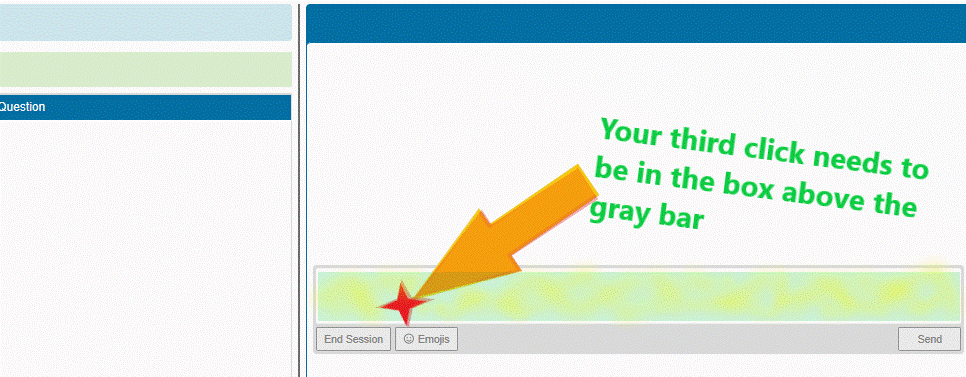 Question
Your third click needs to
be in the box above the
gray bar
End Session
Emojis
Send